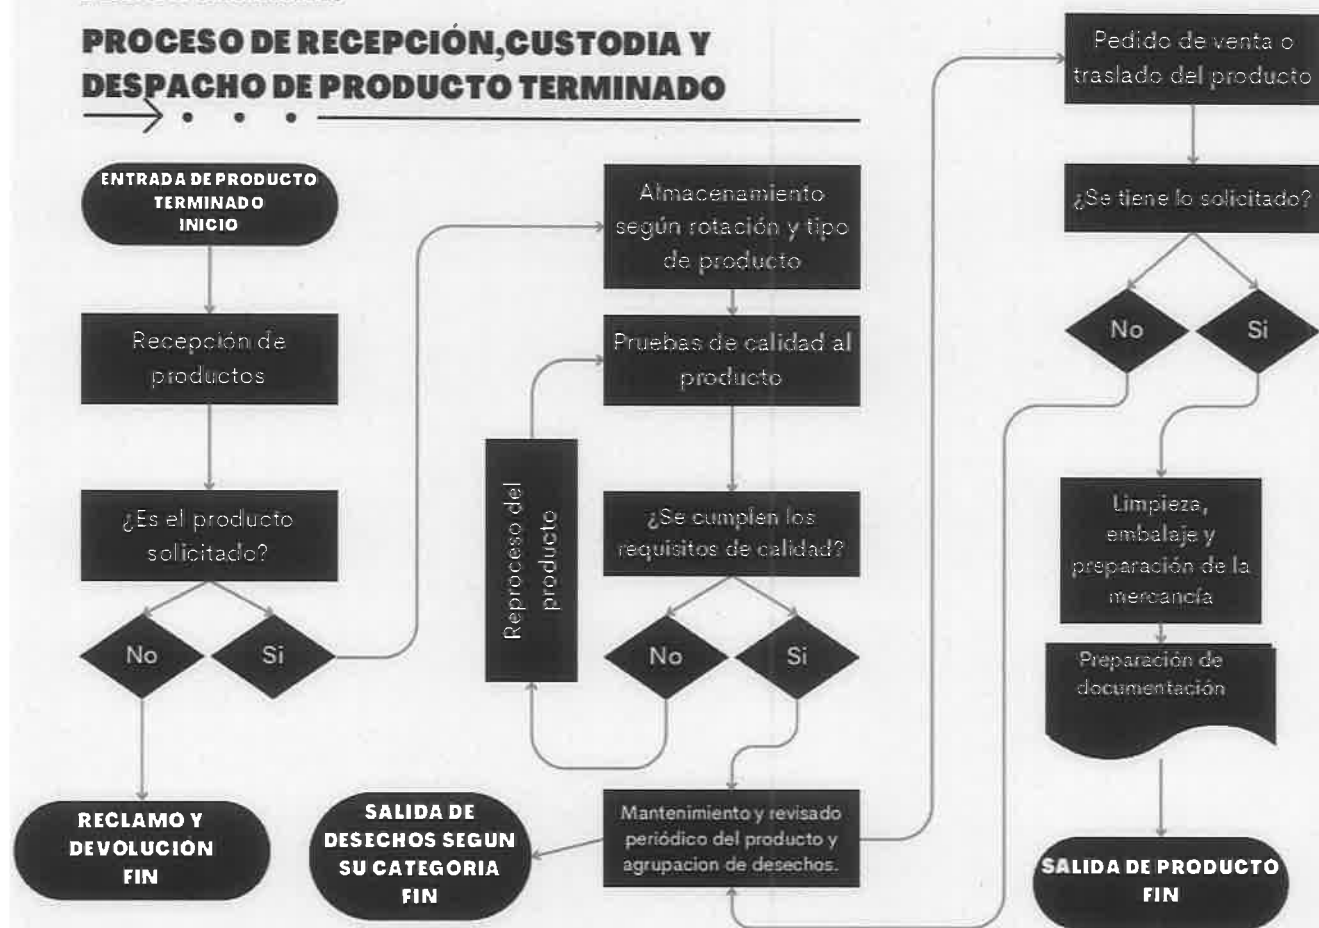 PROCESO DE RECEPCIÓN,CUSTODIA Y
DESPACHO DE PRODUCTO TERMINADO
ENTRADA DE PRODUCTO
TERMINADO
INICIO
Recepción de
productos
¿Es el producto
solicitado?
No
Si
RECLAMO Y
DEVOLUCIÓN
FIN
Almacenamiento
según rotación y tipo
de producto
Pruebas de calidad al
producto
Reproceso del
producto
¿Se cumplen los
requisitos de calidad?
No
Si
Mantenimiento y revisado
periódico del producto y
agrupacion de desechos.
SALIDA DE
DESECHOS SEGUN
SU CATEGORIA
FIN
Pedido de venta o
traslado del producto
¿Se tiene lo solicitado?
No
Si
Limpieza,
embalaje y
preparación de la
mercancía
Preparación de
documentación
SALIDA DE PRODUCTO
FIN